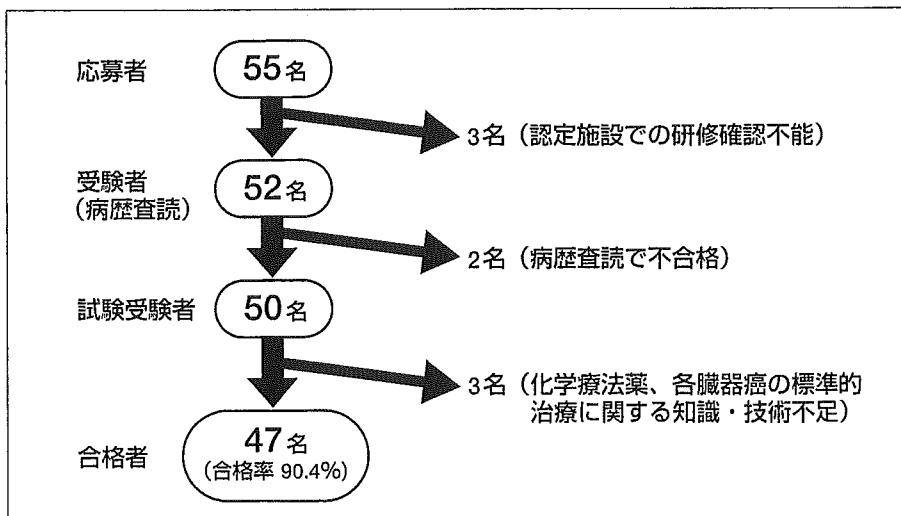 応募者
55名
3名（認定施設での研修確認不能）
受験者
（病歴査読）
52名
2名（病歴査読で不合格）
試験受験者
50名
3名（化学療法薬、各臓器癌の標準的
治療に関する知識・技術不足）
合格者
47名
（合格率 90.4%）